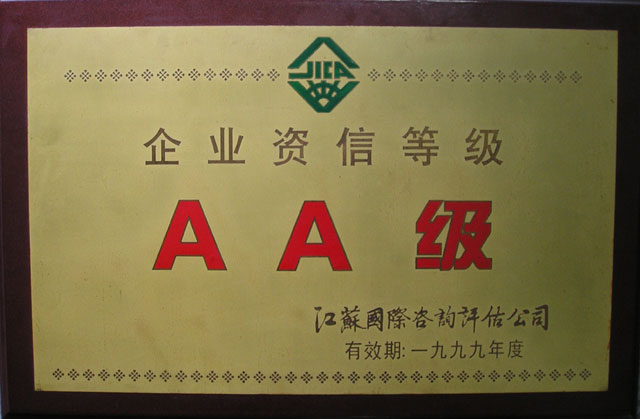 JICA
企业资信等级
AA级
江蘇國際咨詢評估公司
有效期:一九九九年度